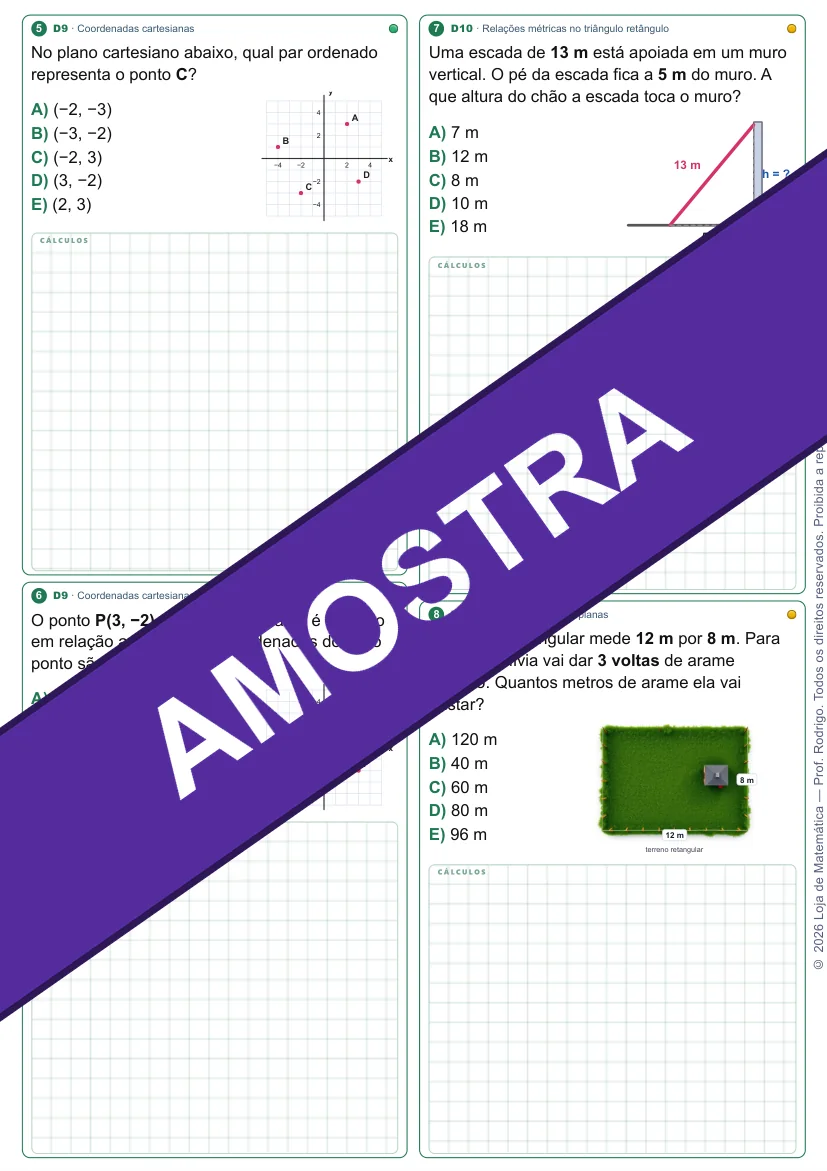 5 D9 · Coordenadas cartesianas
No plano cartesiano abaixo, qual par ordenado
representa o ponto C?
A) (−2, −3)
B) (−3, −2)
C) (−2, 3)
D) (3, −2)
E) (2, 3)
y
4
A
2
B
−4 −2 2 4 x
D
C −2
−4
CÁLCULOS
6 D9 · Coordenadas cartesianas
O ponto P(3, −2)
em relação
ponto
A)
7 D10 · Relações métricas no triângulo retângulo
Uma escada de 13 m está apoiada em um muro
vertical. O pé da escada fica a 5 m do muro. A
que altura do chão a escada toca o muro?
A) 7 m
B) 12 m
C) 8 m
D) 10 m
E) 18 m
13 m
h = ?
CÁLCULOS
8 planas
mede 12 m por 8 m. Para
vai dar 3 voltas de arame
Quantos metros de arame ela vai
A) 120 m
B) 40 m
C) 60 m
D) 80 m
E) 96 m
8 m
12 m
terreno retangular
CÁLCULOS
AMOSTRA
© 2026 Loja de Matemática — Prof. Rodrigo. Todos os direitos reservados. Proibida a